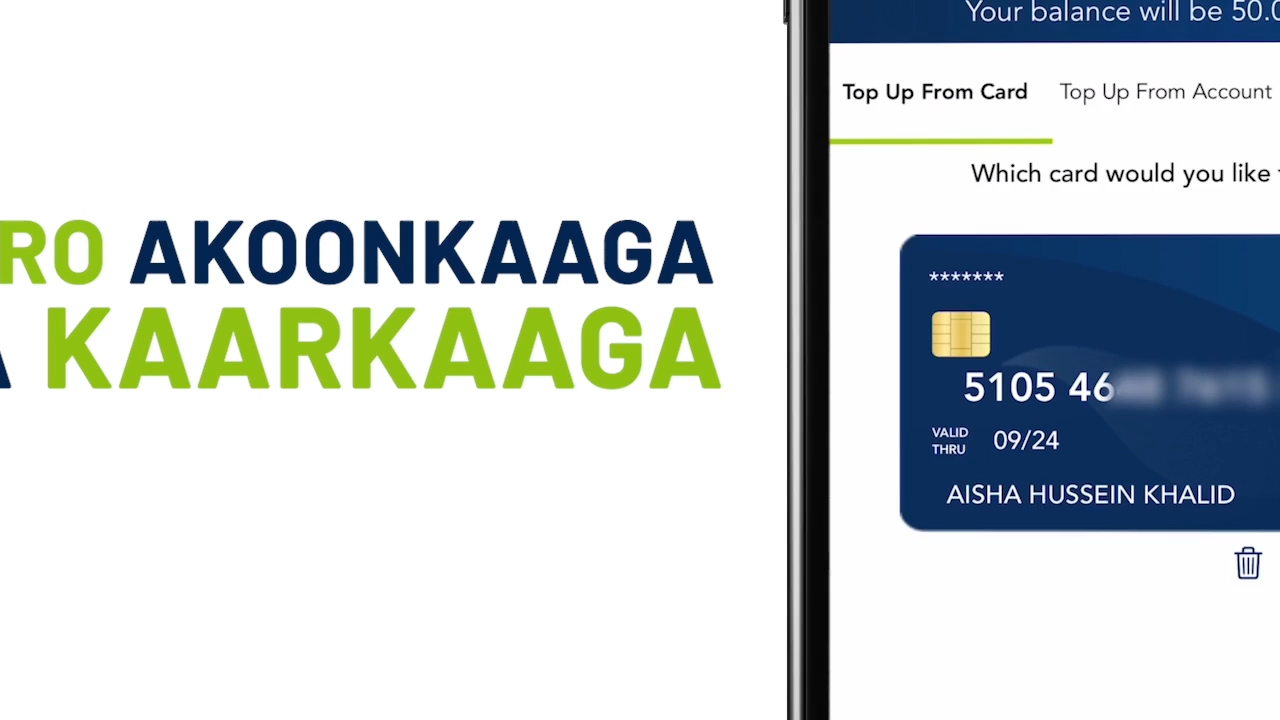 RO AKOONKAAGA
KAARKAAGA
Your balance will be 50.0
Top Up From Card
Top Up From Account
Which card would you like
*******
5105 46
VALID
THRU
09/24
AISHA HUSSEIN KHALID